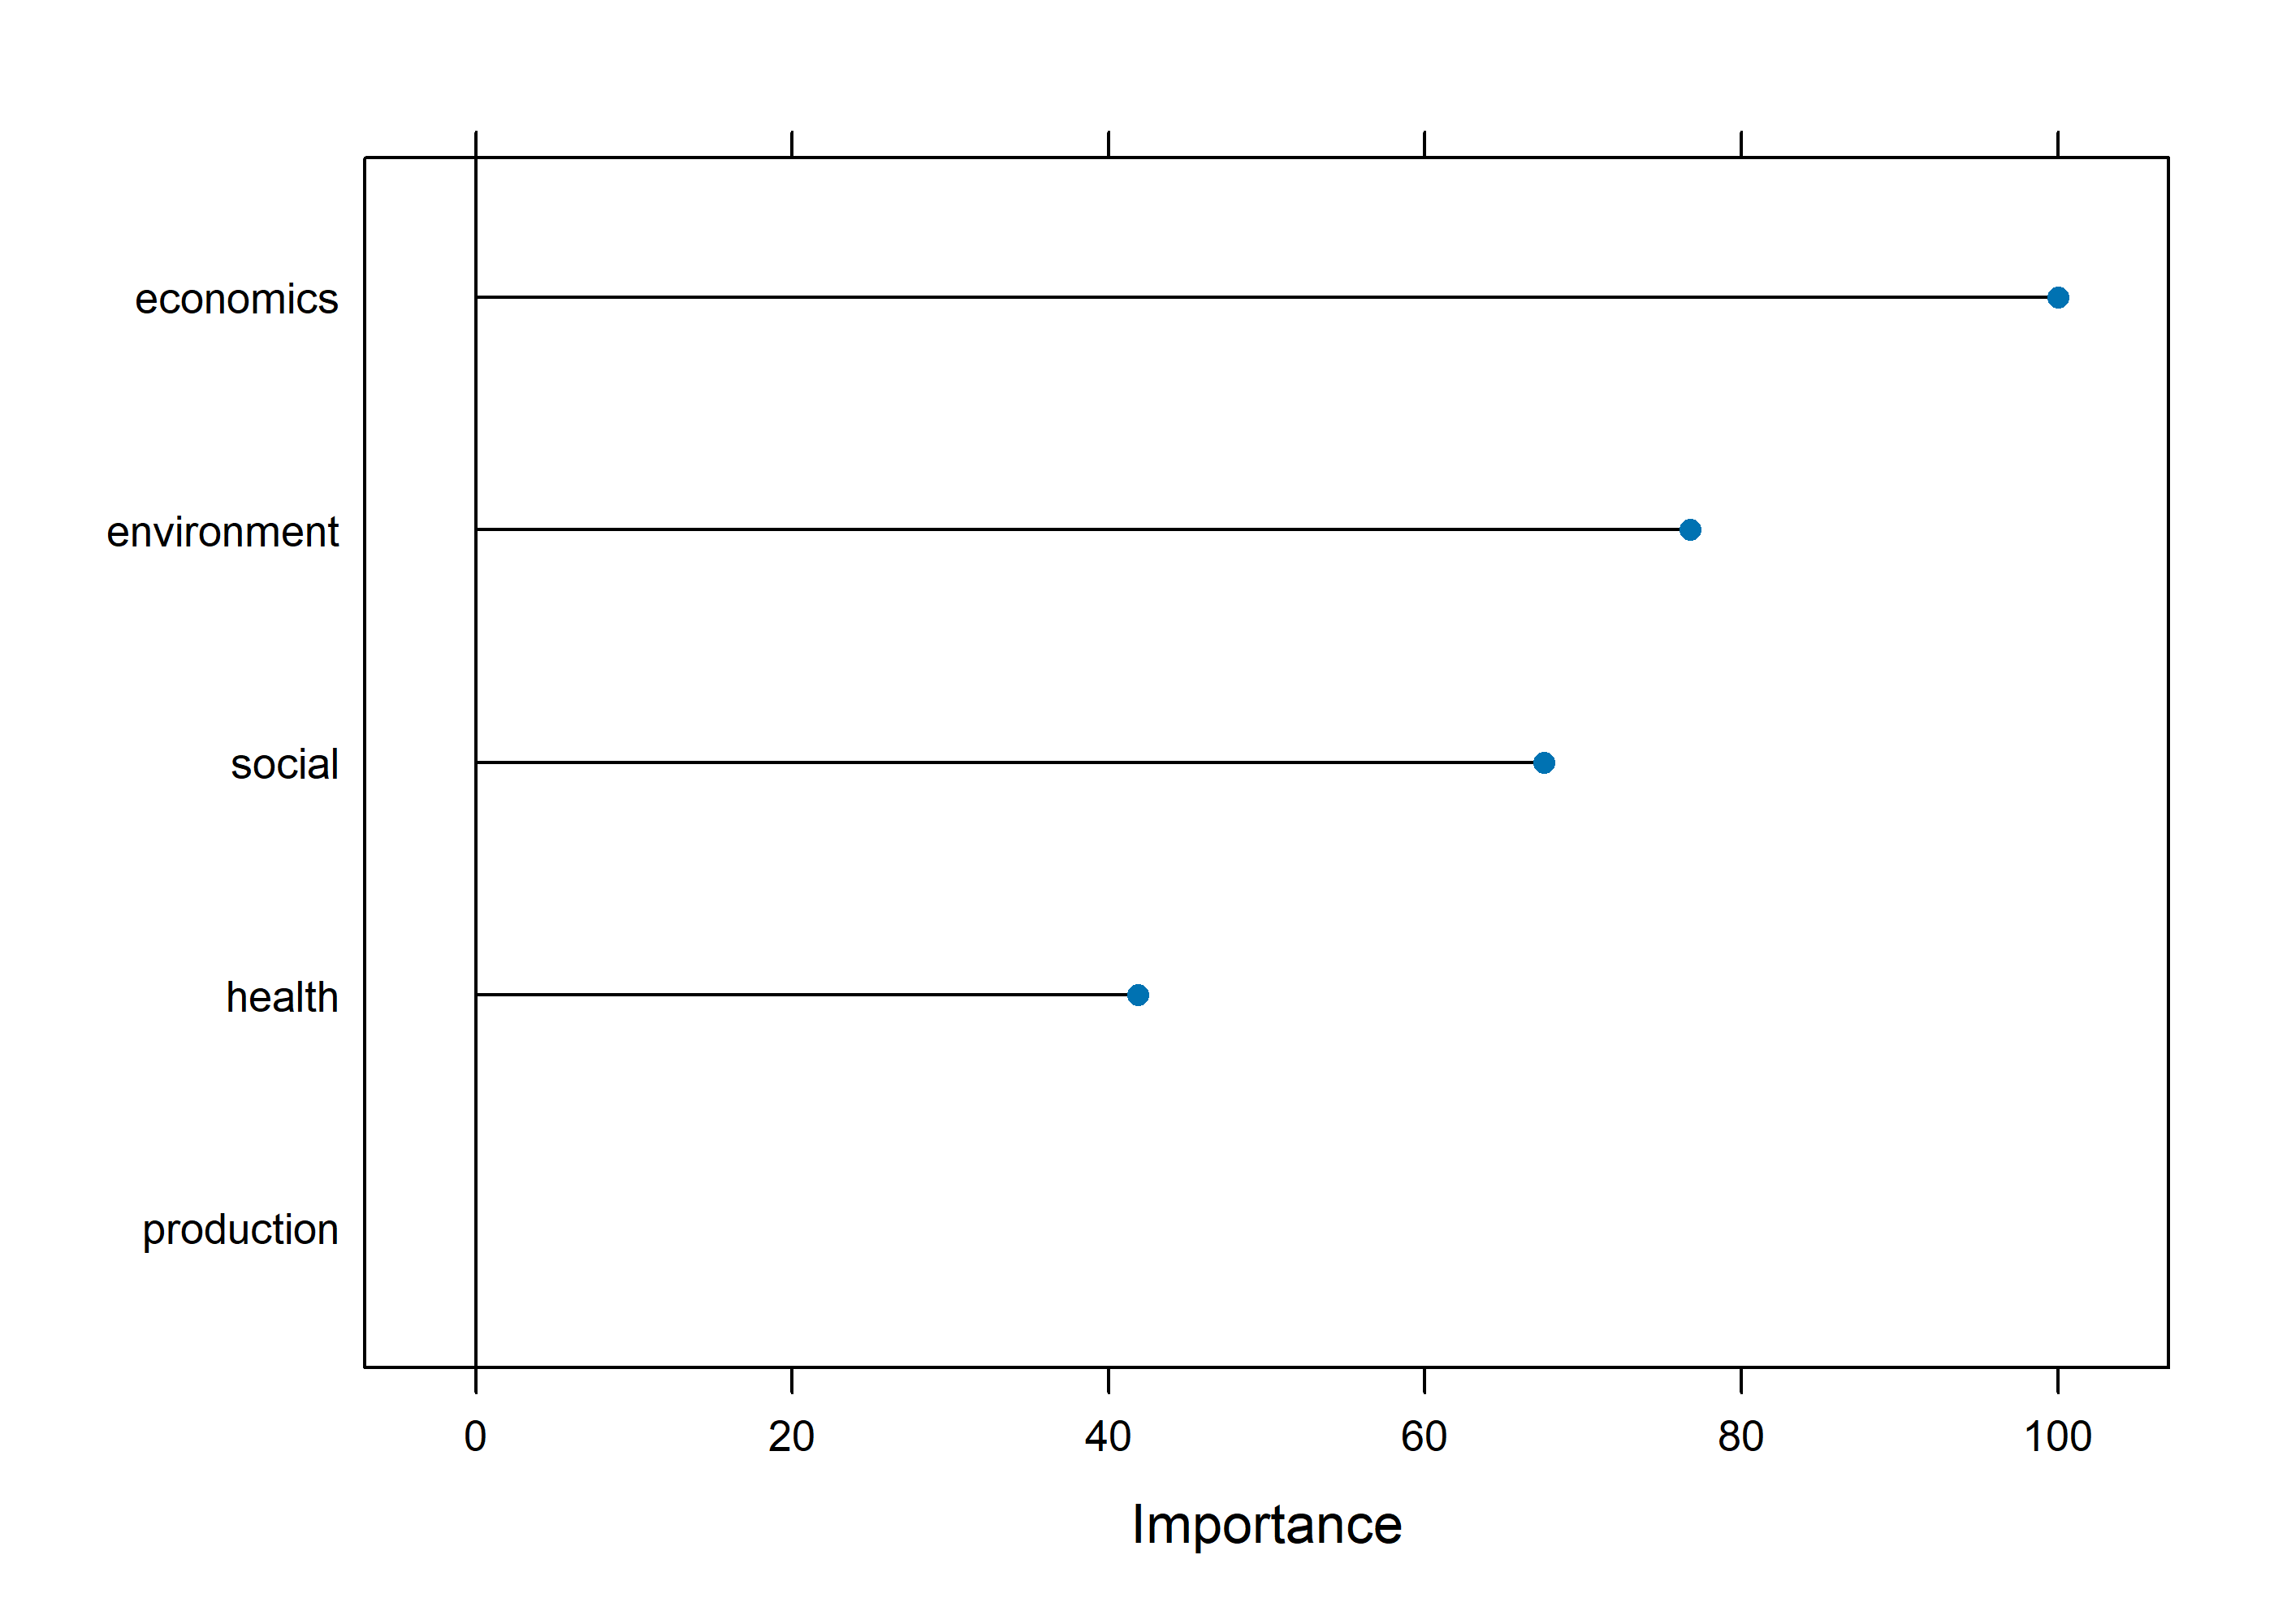 economics
environment
social
health
production
0 20 40 60 80 100
Importance